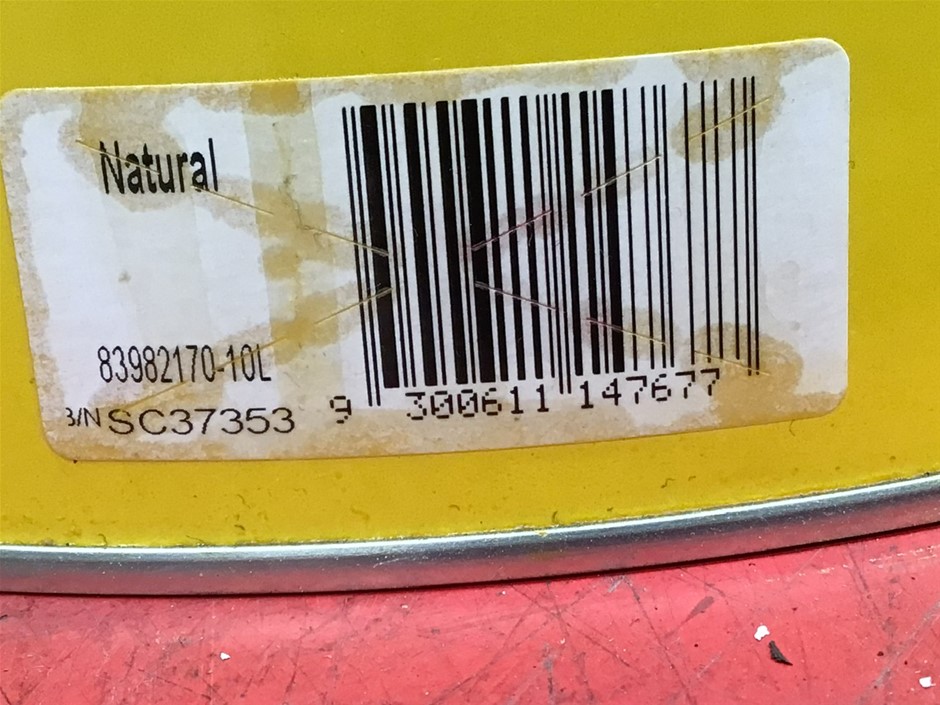 Natural
83982170-10L
B/N SC37353
9 300611 147677